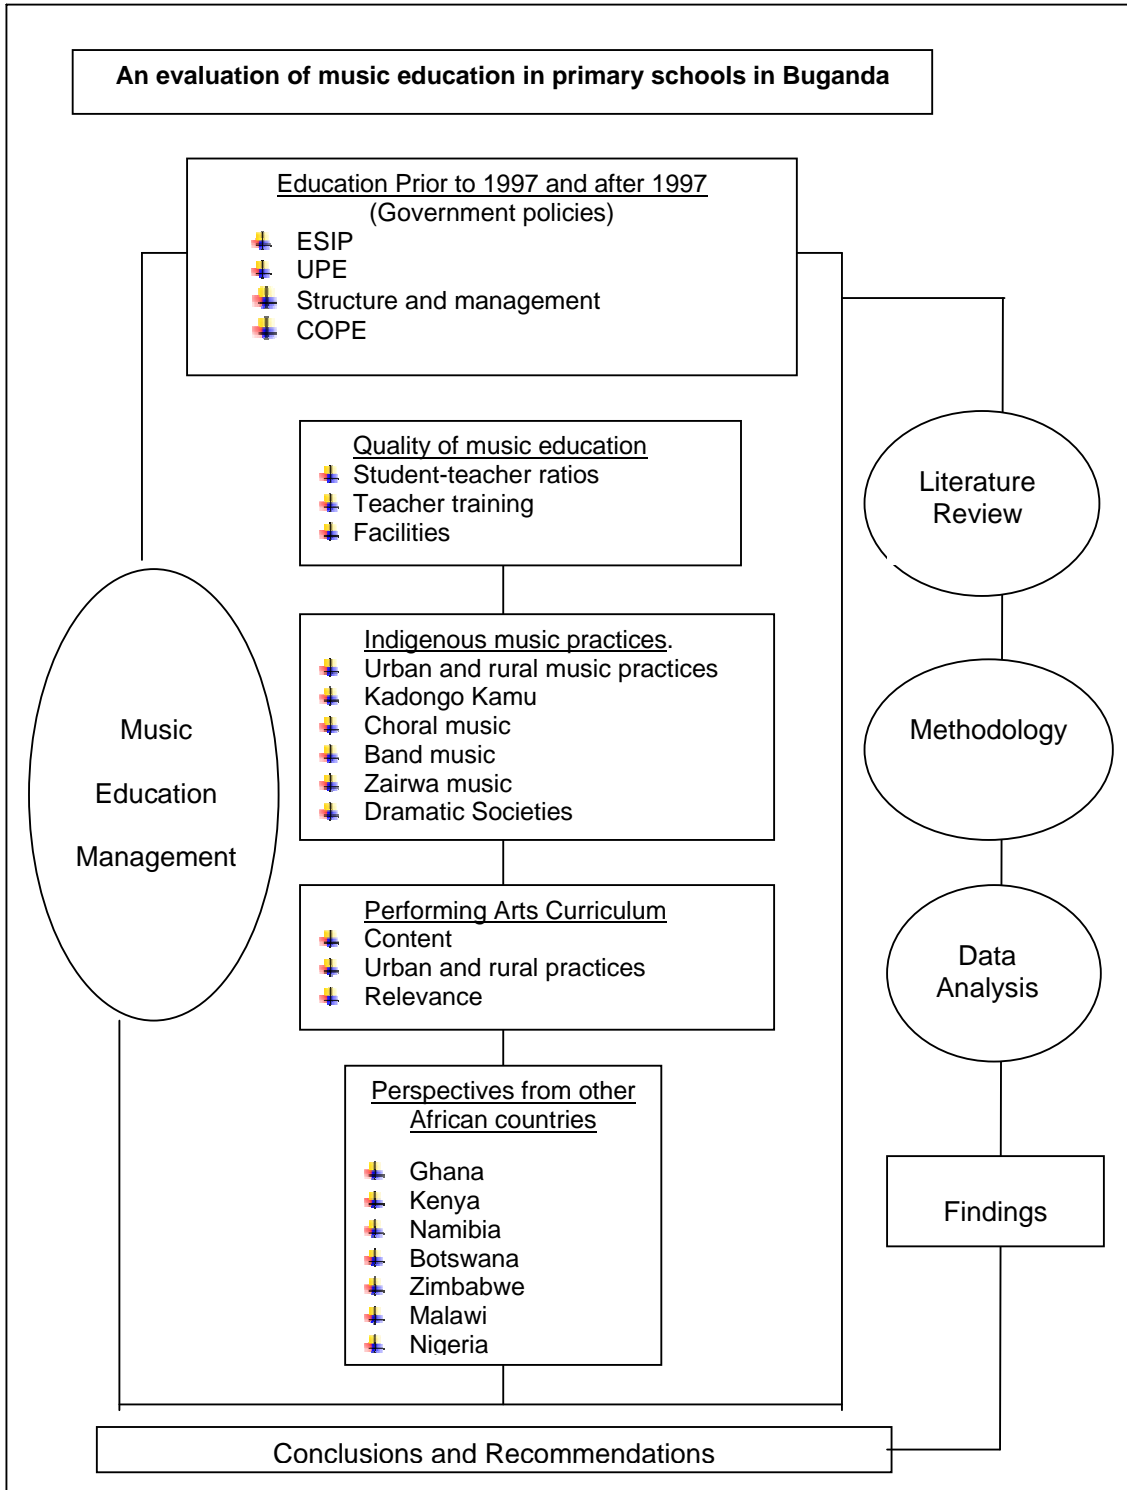 An evaluation of music education in primary schools in Buganda
Education Prior to 1997 and after 1997
(Government policies)
ESIP
UPE
Structure and management
COPE
Quality of music education
Student-teacher ratios
Teacher training
Facilities
Indigenous music practices.
Urban and rural music practices
Kadongo Kamu
Choral music
Band music
Zairwa music
Dramatic Societies
Performing Arts Curriculum
Content
Urban and rural practices
Relevance
Perspectives from other
African countries
Ghana
Kenya
Namibia
Botswana
Zimbabwe
Malawi
Nigeria
Music
Education
Management
Literature
Review
Methodology
Data
Analysis
Findings
Conclusions and Recommendations